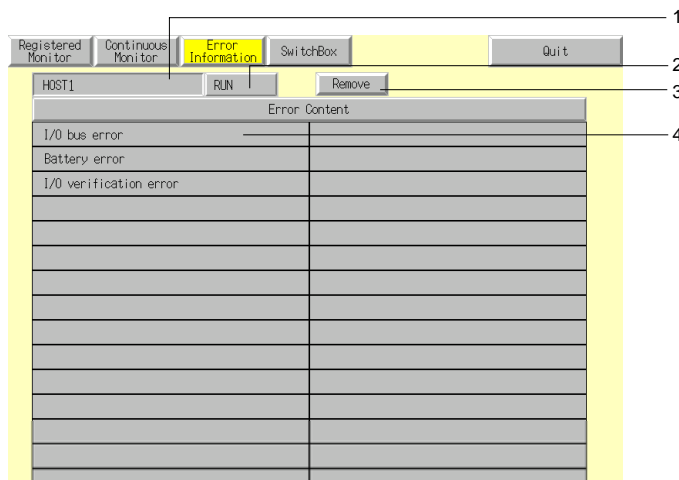 1
Registered Monitor
Continuous Monitor
Error Information
SwitchBox
Quit
2
HOST1
RUN
Remove
3
Error Content
I/O bus error
4
Battery error
I/O verification error